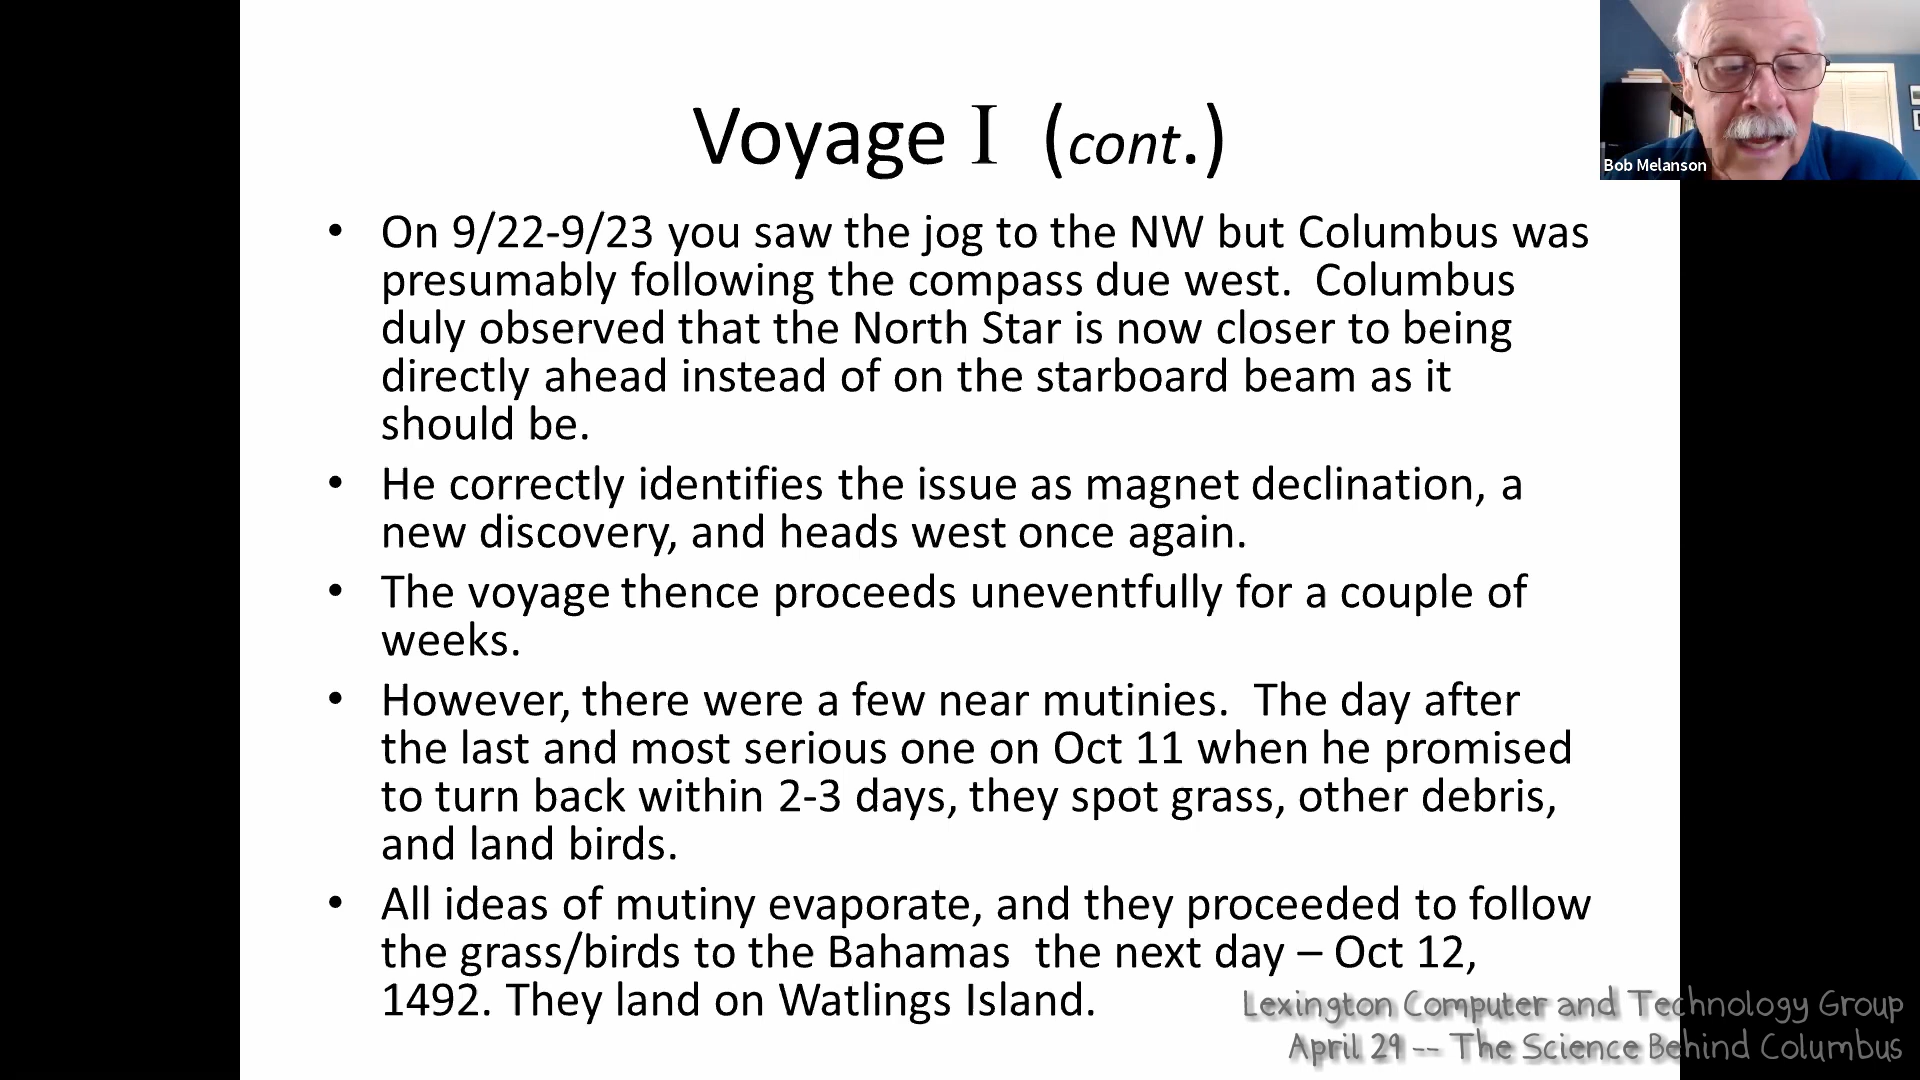 Voyage I (cont.)
Bob Melanson
• On 9/22-9/23 you saw the jog to the NW but Columbus was
presumably following the compass due west. Columbus
duly observed that the North Star is now closer to being
directly ahead instead of on the starboard beam as it
should be.
• He correctly identifies the issue as magnet declination, a
new discovery, and heads west once again.
• The voyage thence proceeds uneventfully for a couple of
weeks.
• However, there were a few near mutinies. The day after
the last and most serious one on Oct 11 when he promised
to turn back within 2-3 days, they spot grass, other debris,
and land birds.
• All ideas of mutiny evaporate, and they proceeded to follow
the grass/birds to the Bahamas the next day – Oct 12,
1492. They land on Watlings Island.
Lexington Computer and Technology Group
April 29 -- The Science Behind Columbus